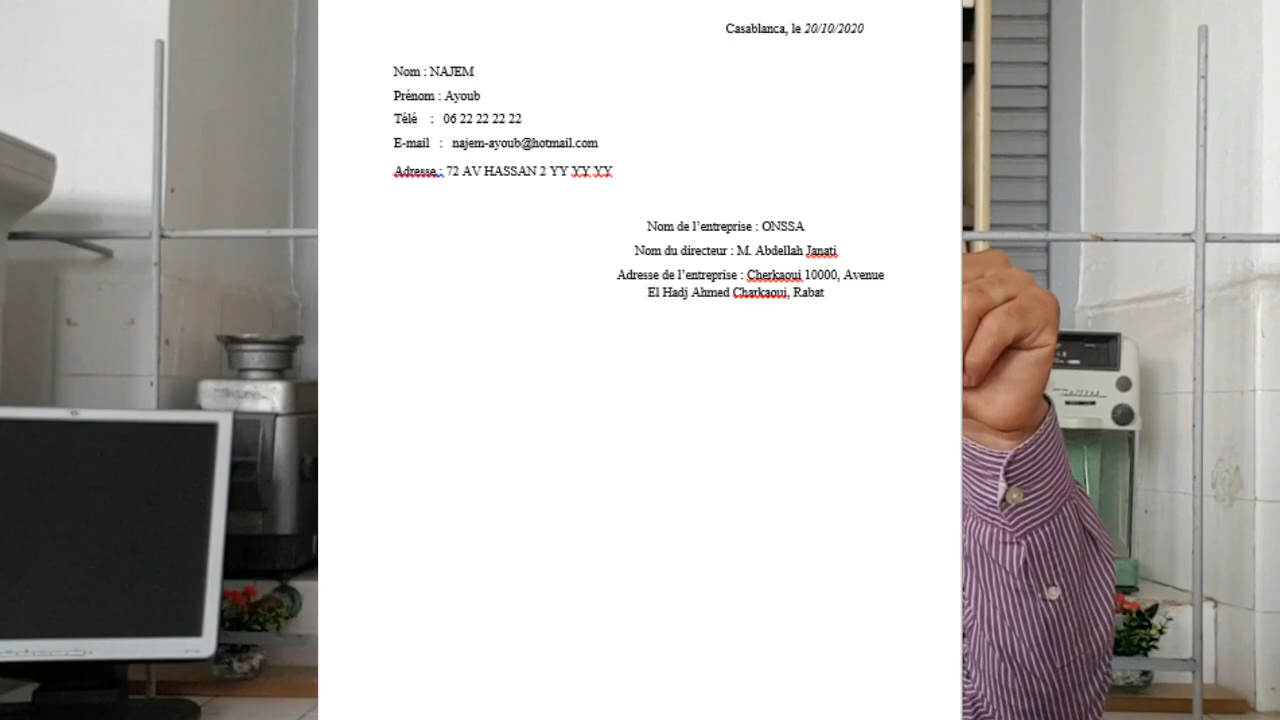 Casablanca, le 20/10/2020
Nom : NAJEM
Prénom : Ayoub
Télé : 06 22 22 22 22
E-mail : najem-ayoub@hotmail.com
Adresse : 72 AV HASSAN 2 YY YY YY
Nom de l’entreprise : ONSSA
Nom du directeur : M. Abdellah Janati
Adresse de l’entreprise : Cherkaoui 10000, Avenue
El Hadj Ahmed Charkaoui, Rabat